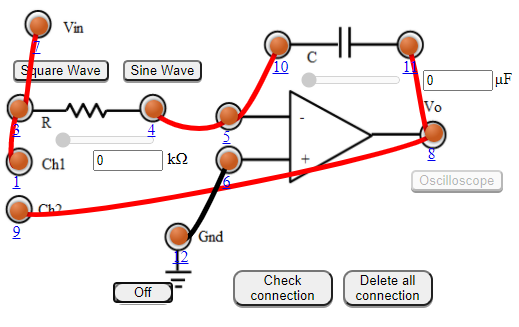 Vin
7
10
C
11
Square Wave
Sine Wave
0
μF
3
R
4
5
-
Vo
8
1
Ch1
0
kΩ
+
6
Oscilloscope
Ch2
9
Gnd
12
Off
Check
connection
Delete all
connection